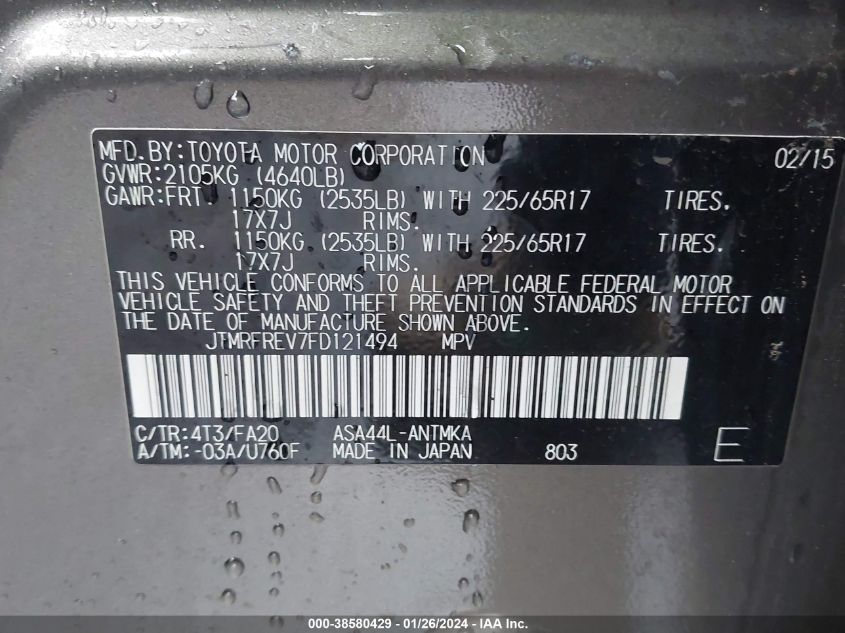 MFD.BY:TOYOTA MOTOR CORPORATION 02/15
GVWR:2105KG (4640LB)
GAWR:FRT 1150KG (2535LB) WITH 225/65R17 TIRES.
17X7J RIMS.
RR. 1150KG (2535LB) WITH 225/65R17 TIRES.
17X7J RIMS.
THIS VEHICLE CONFORMS TO ALL APPLICABLE FEDERAL MOTOR
VEHICLE SAFETY AND THEFT PREVENTION STANDARDS IN EFFECT ON
THE DATE OF MANUFACTURE SHOWN ABOVE.
JTMRFREV7FD121494 MPV
C/TR:4T3/FA20 ASA44L-ANTMKA
A/TM:-03A/U760F MADE IN JAPAN 803 E
000-38580429 - 01/26/2024 - IAA Inc.